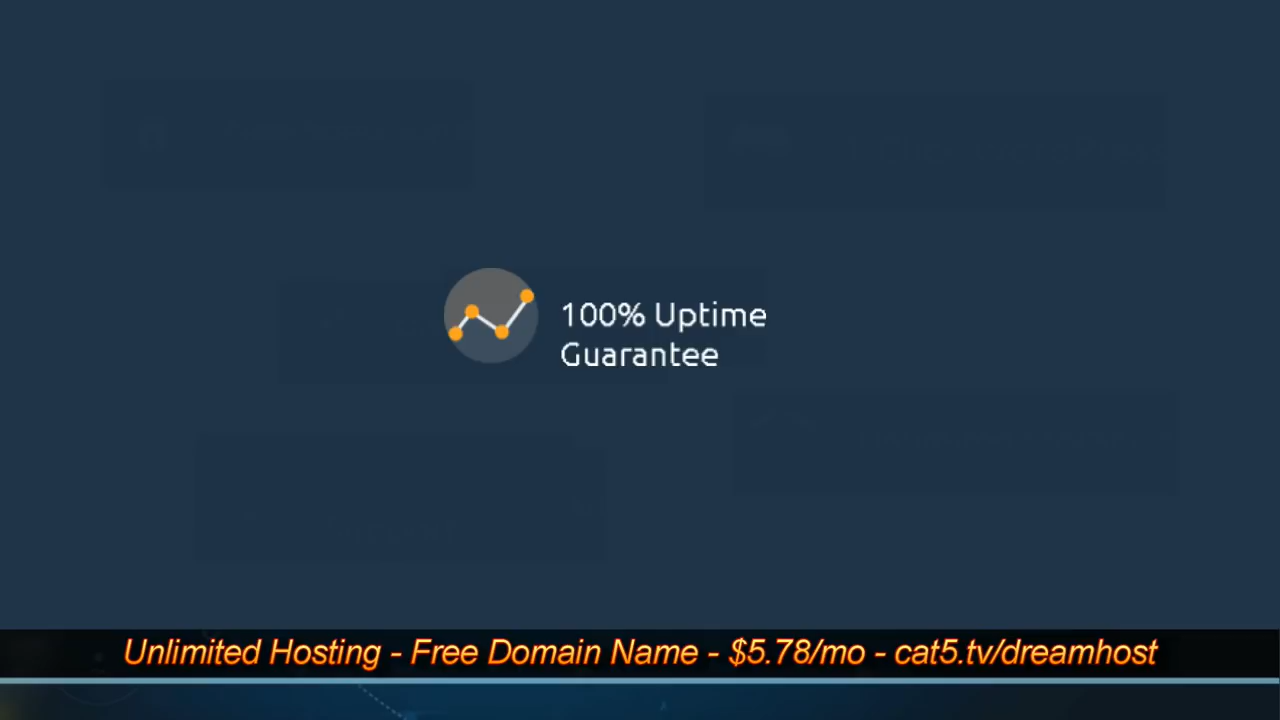 100% Uptime
Guarantee
Unlimited Hosting - Free Domain Name - $5.78/mo - cat5.tv/dreamhost